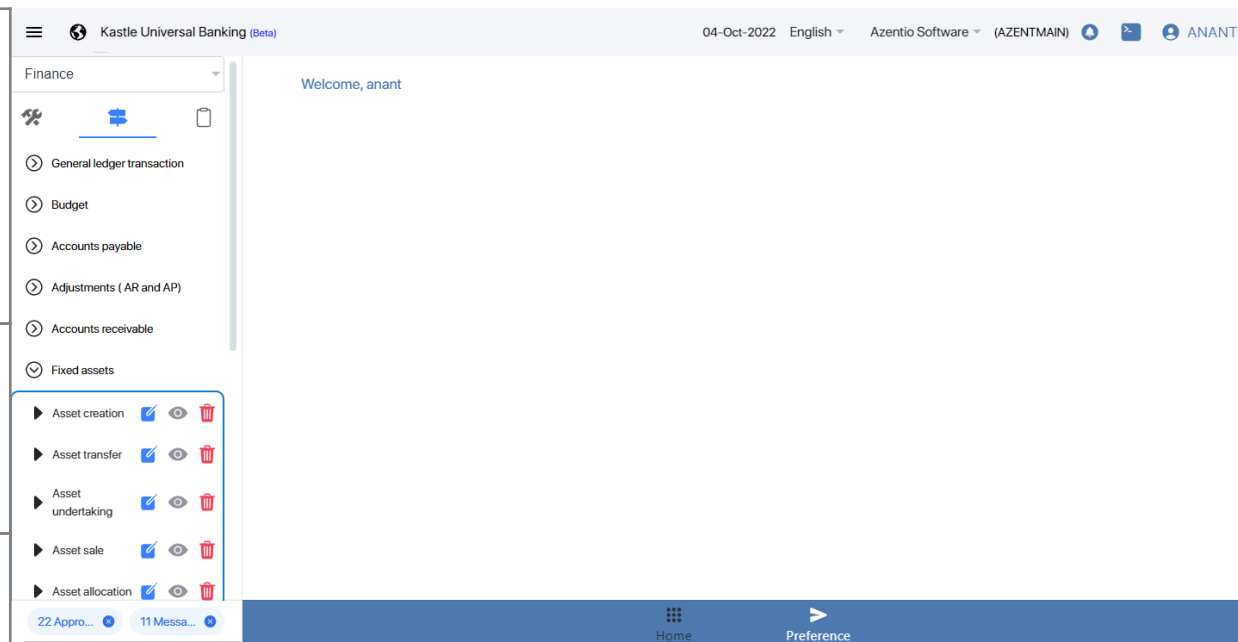 Kastle Universal Banking (Beta)
04-Oct-2022 English Azentio Software (AZENTMAIN) ANANT
Finance
Welcome, anant
General ledger transaction
Budget
Accounts payable
Adjustments ( AR and AP)
Accounts receivable
Fixed assets
Asset creation
Asset transfer
Asset
undertaking
Asset sale
Asset allocation
22 Appro... 11 Messa...
Home Preference